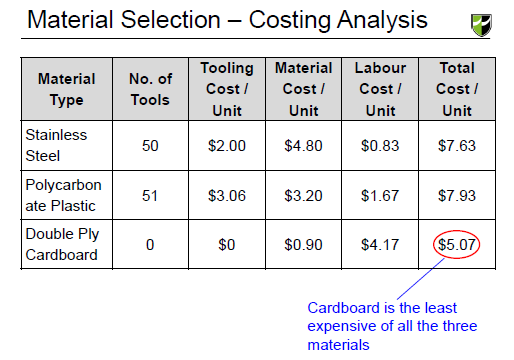 Material Selection – Costing Analysis
Material Type No. of Tools Tooling Cost / Unit Material Cost / Unit Labour Cost / Unit Total Cost / Unit
Stainless Steel 50 $2.00 $4.80 $0.83 $7.63
Polycarbon ate Plastic 51 $3.06 $3.20 $1.67 $7.93
Double Ply Cardboard 0 $0 $0.90 $4.17 $5.07
Cardboard is the least
expensive of all the three
materials